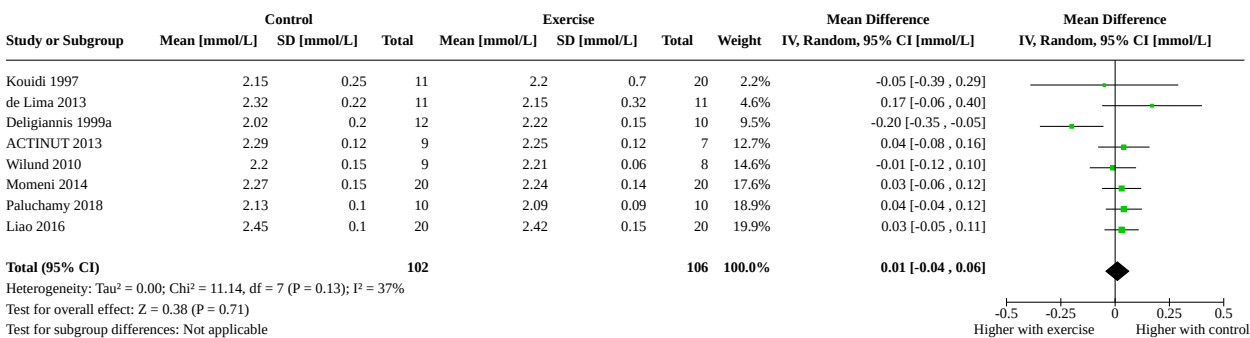 Control Exercise Mean Difference Mean Difference
Study or Subgroup Mean [mmol/L] SD [mmol/L] Total Mean [mmol/L] SD [mmol/L] Total Weight IV, Random, 95% CI [mmol/L] IV, Random, 95% CI [mmol/L]
Kouidi 1997 2.15 0.25 11 2.2 0.7 20 2.2% -0.05 [-0.39 , 0.29]
de Lima 2013 2.32 0.22 11 2.15 0.32 11 4.6% 0.17 [-0.06 , 0.40]
Deligiannis 1999a 2.02 0.2 12 2.22 0.15 10 9.5% -0.20 [-0.35 , -0.05]
ACTINUT 2013 2.29 0.12 9 2.25 0.12 7 12.7% 0.04 [-0.08 , 0.16]
Wilund 2010 2.2 0.15 9 2.21 0.06 8 14.6% -0.01 [-0.12 , 0.10]
Momeni 2014 2.27 0.15 20 2.24 0.14 20 17.6% 0.03 [-0.06 , 0.12]
Paluchamy 2018 2.13 0.1 10 2.09 0.09 10 18.9% 0.04 [-0.04 , 0.12]
Liao 2016 2.45 0.1 20 2.42 0.15 20 19.9% 0.03 [-0.05 , 0.11]
Total (95% CI) 102 106 100.0% 0.01 [-0.04 , 0.06]
Heterogeneity: Tau² = 0.00; Chi² = 11.14, df = 7 (P = 0.13); I² = 37%
Test for overall effect: Z = 0.38 (P = 0.71)
Test for subgroup differences: Not applicable
-0.5 -0.25 0 0.25 0.5
Higher with exercise Higher with control